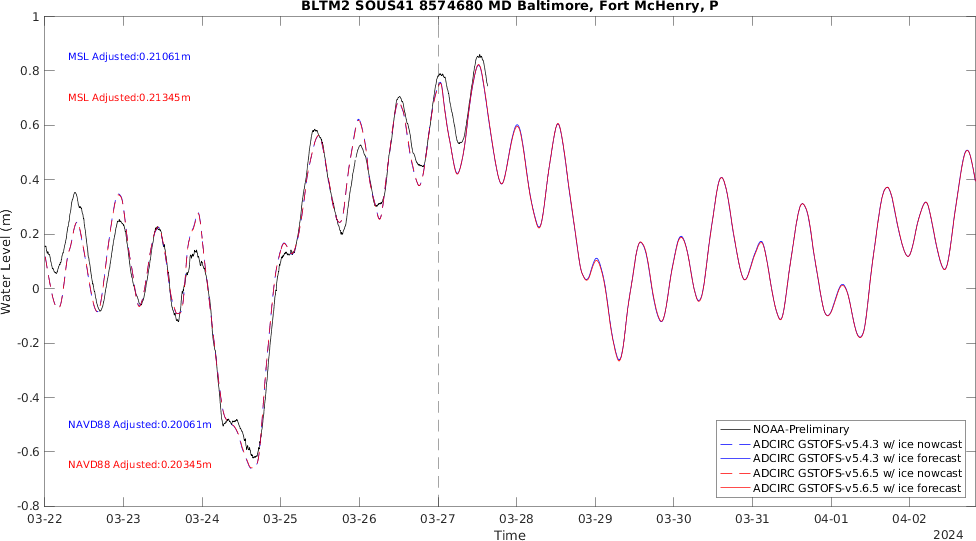 BLTM2 SOUS41 8574680 MD Baltimore, Fort McHenry, P
Water Level (m)
1
0.8
0.6
0.4
0.2
0
-0.2
-0.4
-0.6
-0.8
MSL Adjusted:0.21061m
MSL Adjusted:0.21345m
NAVD88 Adjusted:0.20061m
NAVD88 Adjusted:0.20345m
NOAA-Preliminary
ADCIRC GSTOFS-v5.4.3 w/ ice nowcast
ADCIRC GSTOFS-v5.4.3 w/ ice forecast
ADCIRC GSTOFS-v5.6.5 w/ ice nowcast
ADCIRC GSTOFS-v5.6.5 w/ ice forecast
03-22 03-23 03-24 03-25 03-26 03-27 03-28 03-29 03-30 03-31 04-01 04-02
Time
2024